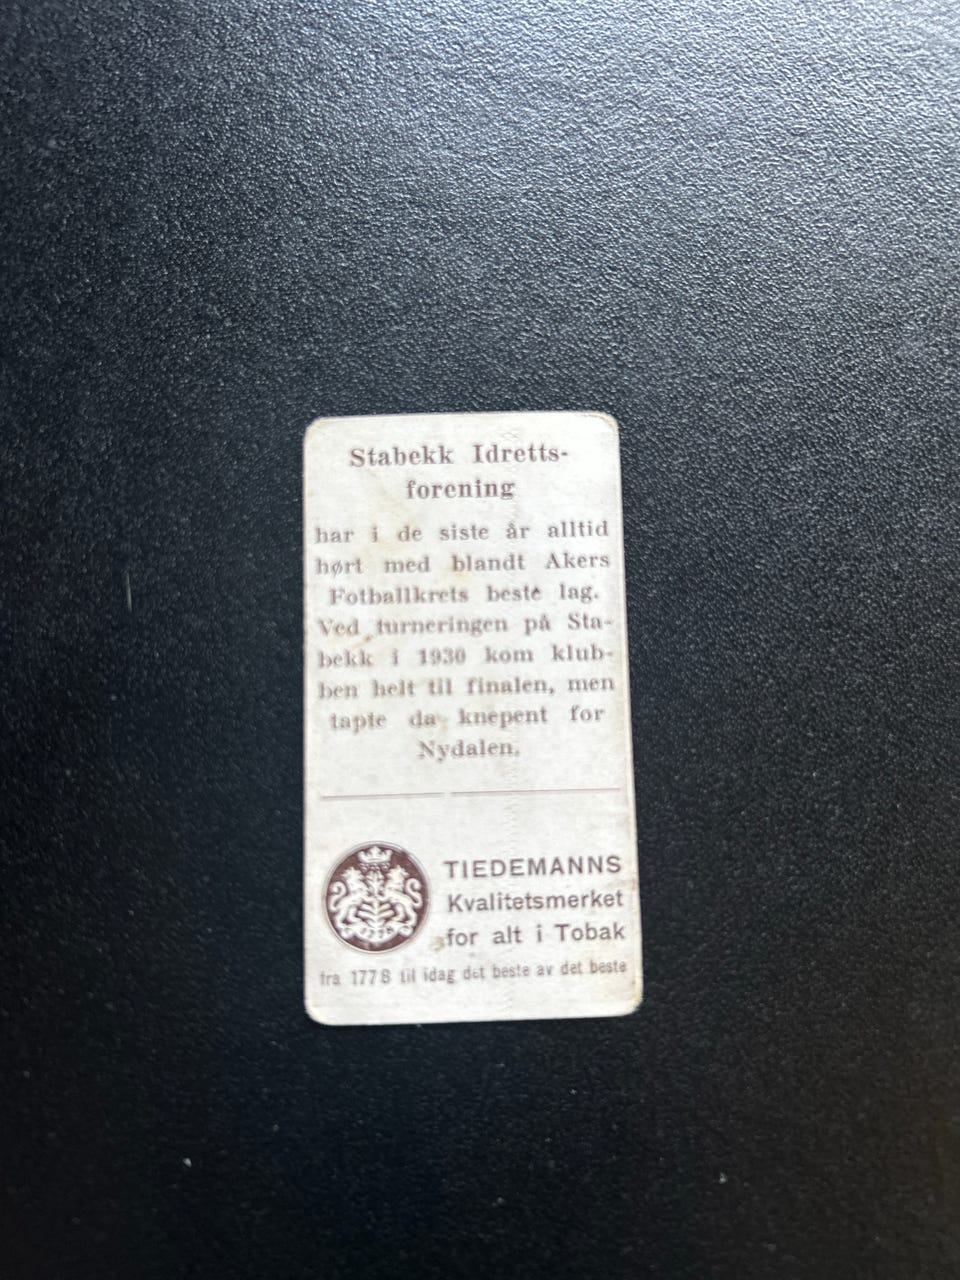 Stabekk Idretts-
forening
har i de siste år alltid
hørt med blandt Akers
Fotballkrets beste lag.
Ved turneringen på Sta-
bekk i 1930 kom klub-
ben helt til finalen, men
tapte da knepent for
Nydalen.
TIEDEMANNS
Kvalitetsmerket
for alt i Tobak
1778
fra 1778 til idag det beste av det beste